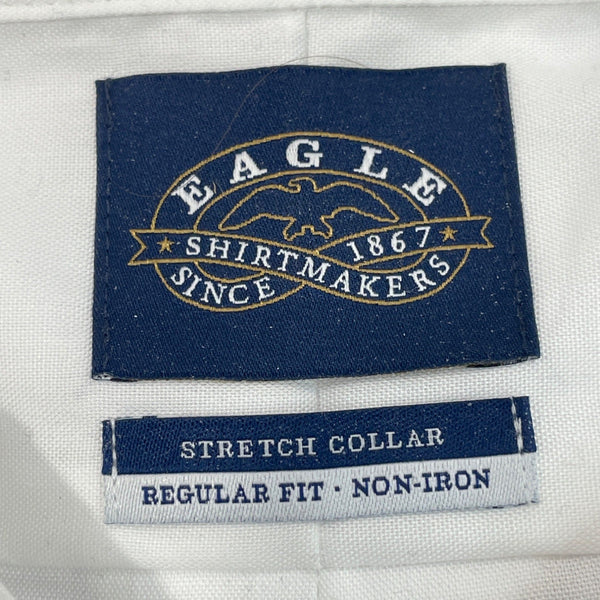 EAGLE
SHIRTMAKERS
SINCE 1867
STRETCH COLLAR
REGULAR FIT · NON-IRON